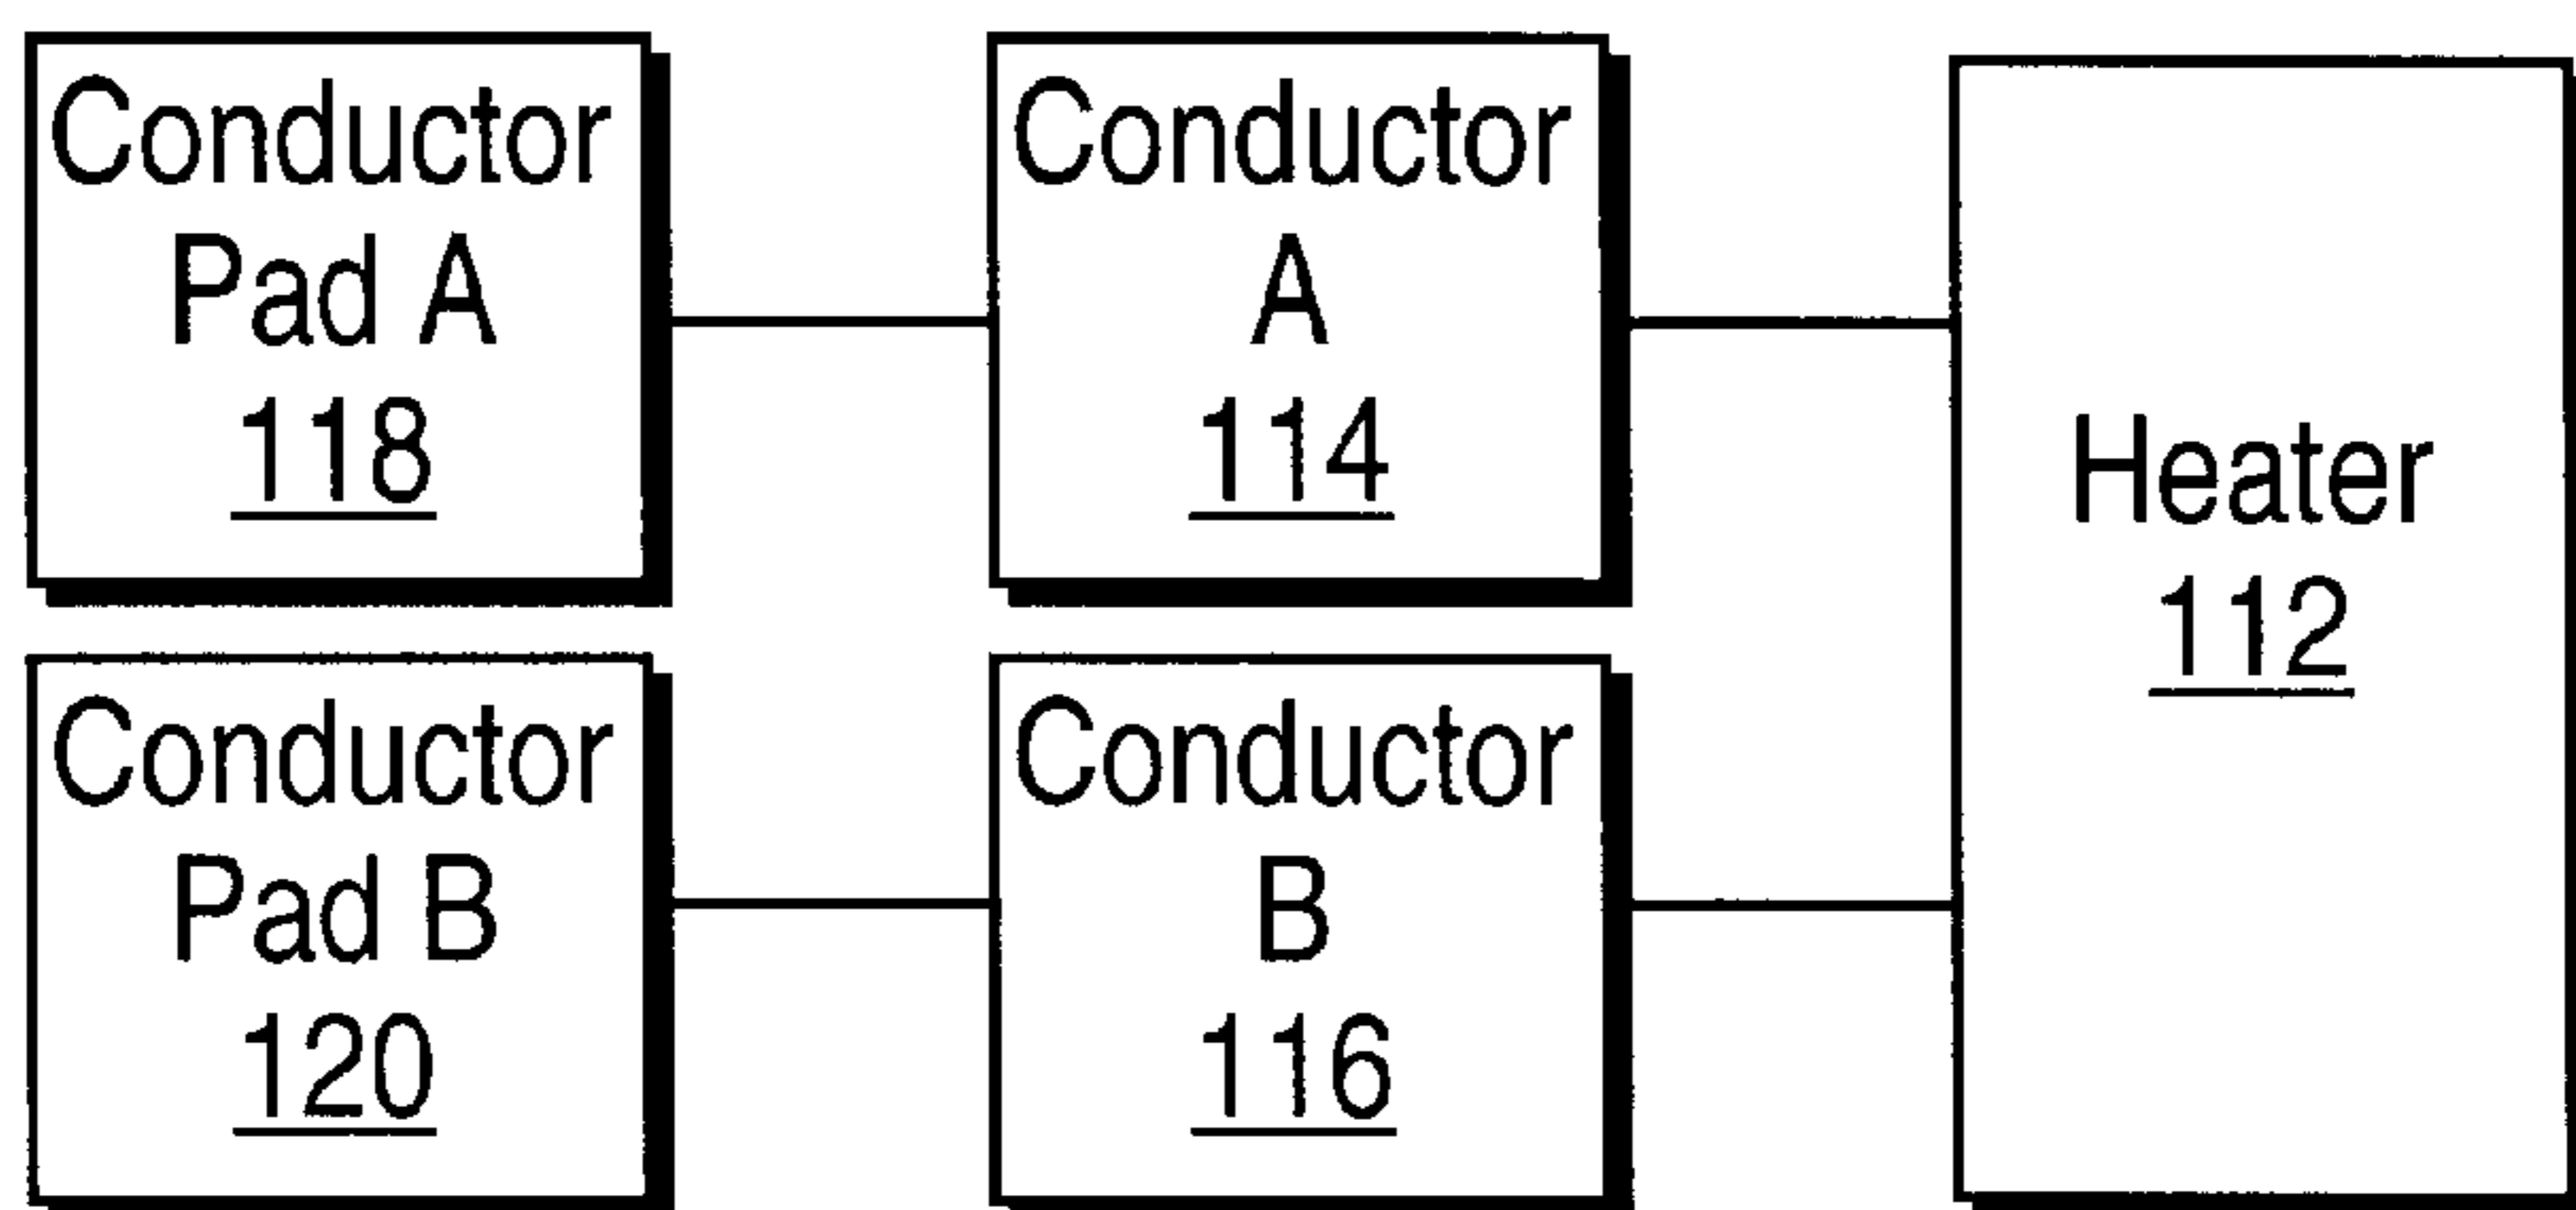 Conductor
Pad A
118
Conductor
A
114
Heater
112
Conductor
Pad B
120
Conductor
B
116